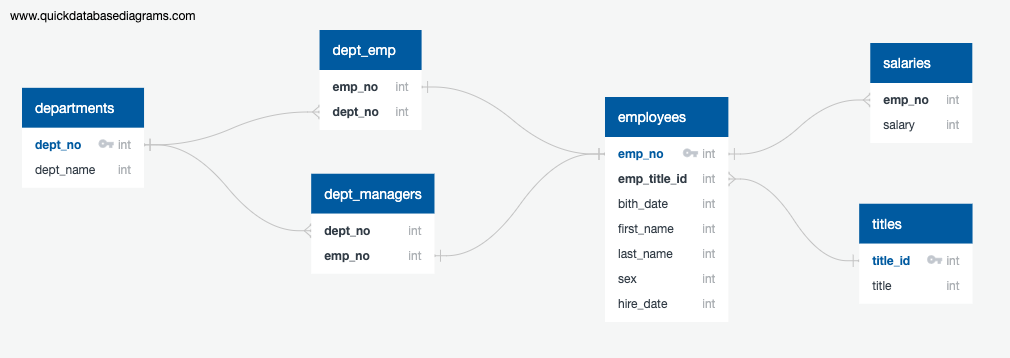 www.quickdatabasediagrams.com
departments
dept_no int
dept_name int
dept_emp
emp_no int
dept_no int
dept_managers
dept_no int
emp_no int
employees
emp_no int
emp_title_id int
bith_date int
first_name int
last_name int
sex int
hire_date int
salaries
emp_no int
salary int
titles
title_id int
title int